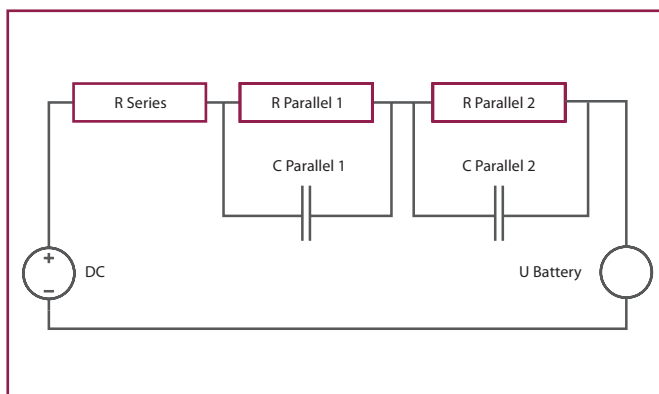 R Series
R Parallel 1
R Parallel 2
C Parallel 1
C Parallel 2
+
DC
−
U Battery